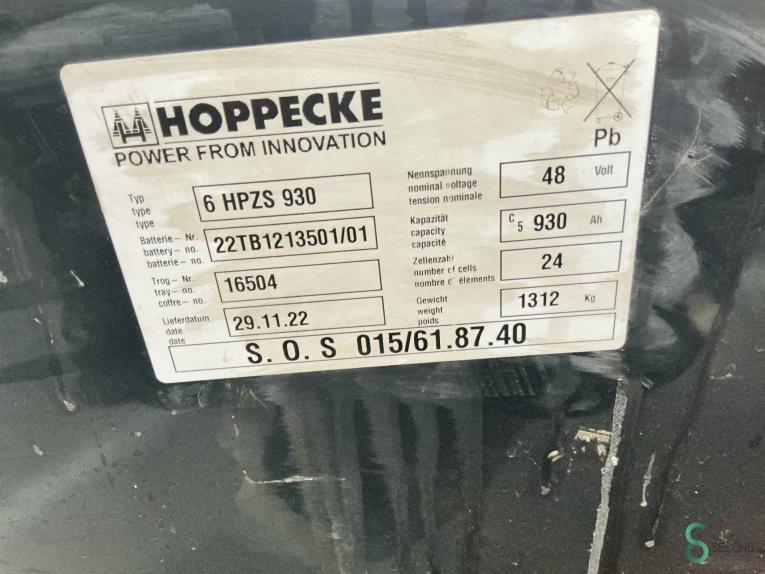 HOPPECKE
POWER FROM INNOVATION
Pb
Typ
type
type
6 HPZS 930
Batterie- Nr.
battery- no.
batterie- no.
22TB1213501/01
Trog- Nr.
tray- no.
coffre- no.
16504
Lieferdatum
date
date
29.11.22
Nennspannung
nominal voltage
tension nominale
48 Volt
Kapazität
capacity
capacité
C5 930 Ah
Zellenzahl
number of cells
nombre d'éléments
24
Gewicht
weight
poids
1312 Kg
S. O. S 015/61.87.40
SECOND